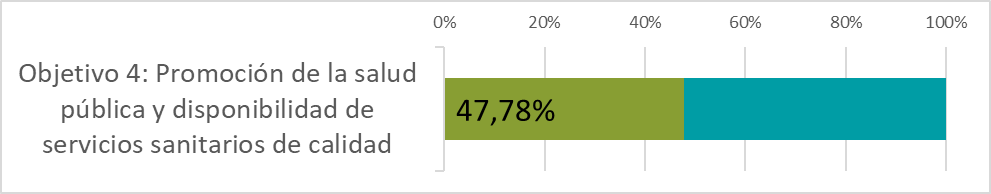 0% 20% 40% 60% 80% 100%
Objetivo 4: Promoción de la salud
pública y disponibilidad de
servicios sanitarios de calidad
47,78%